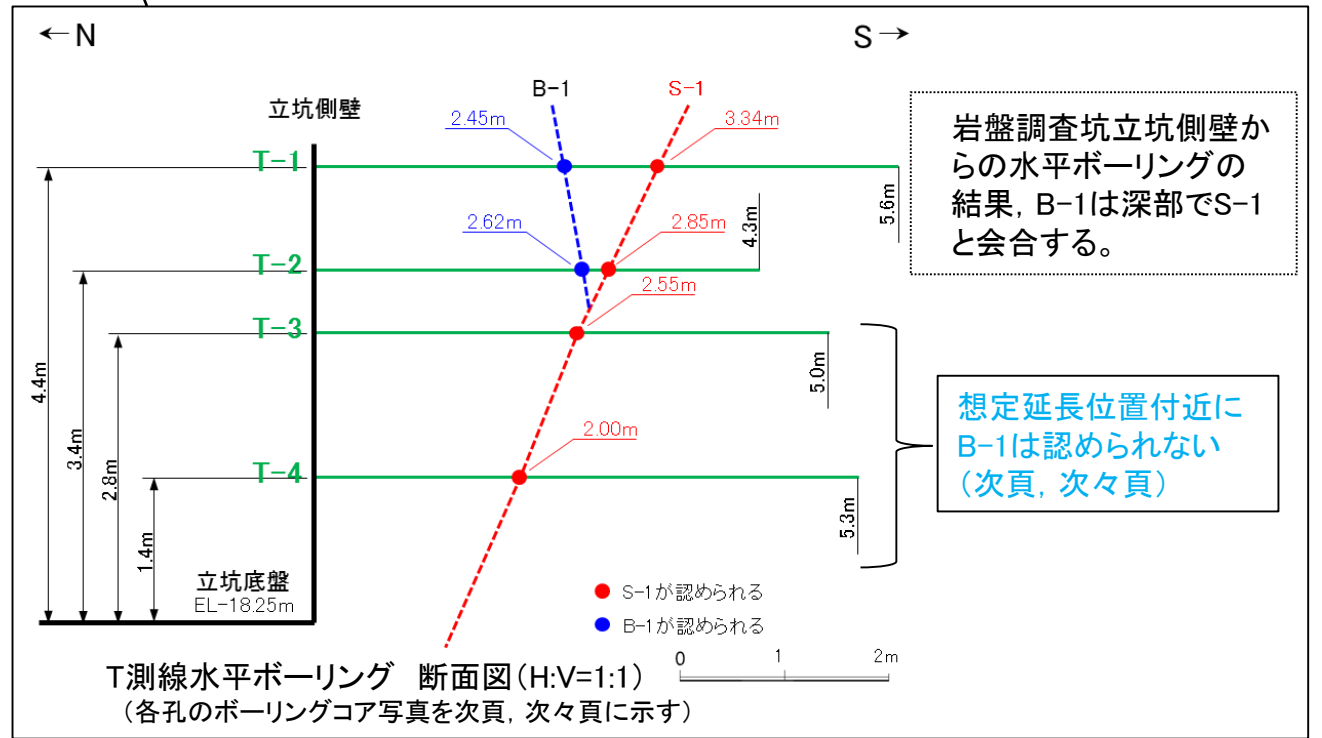 ←N
S→
B-1
S-1
立坑側壁
2.45m
3.34m
T-1
岩盤調査坑立坑側壁か
らの水平ボーリングの
結果，B-1は深部でS-1
と会合する。
5.6m
2.62m
2.85m
4.3m
T-2
2.55m
T-3
5.0m
4.4m
3.4m
2.8m
1.4m
想定延長位置付近に
B-1は認められない
（次頁，次々頁）
2.00m
T-4
5.3m
立坑底盤
EL-18.25m
S-1が認められる
B-1が認められる
0 1 2m
T測線水平ボーリング　断面図（H:V=1:1）
（各孔のボーリングコア写真を次頁，次々頁に示す）